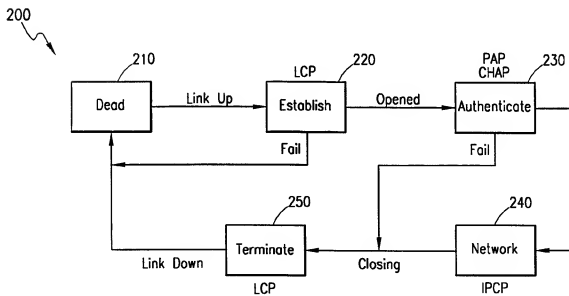 200
210
LCP
220
PAP
CHAP
230
Dead
Link Up
Establish
Opened
Authenticate
Fail
Fail
250
240
Terminate
Closing
Network
Link Down
LCP
IPCP